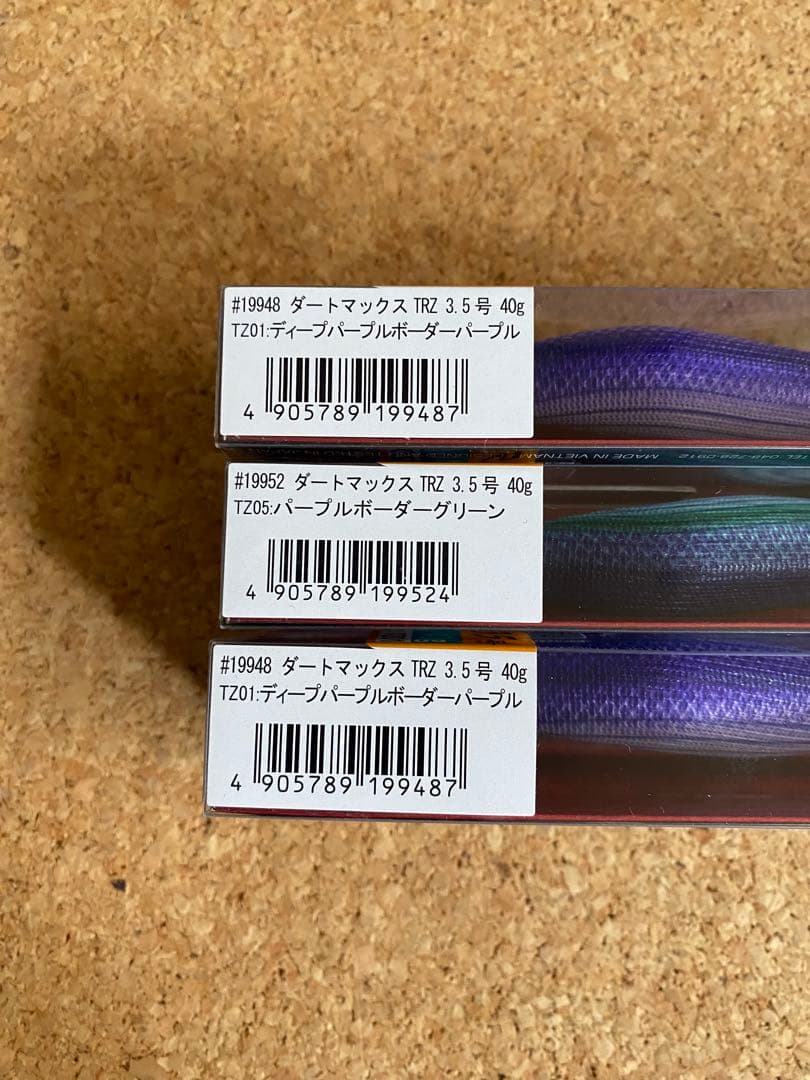 #19948 ダートマックス TRZ 3.5号 40g
TZ01:ディープパープルボーダーパープル
4 905789 199487
MADE IN VIETNAM
TEL 048-728-0912
#19952 ダートマックス TRZ 3.5号 40g
TZ05:パープルボーダーグリーン
4 905789 199524
#19948 ダートマックス TRZ 3.5号 40g
TZ01:ディープパープルボーダーパープル
4 905789 199487